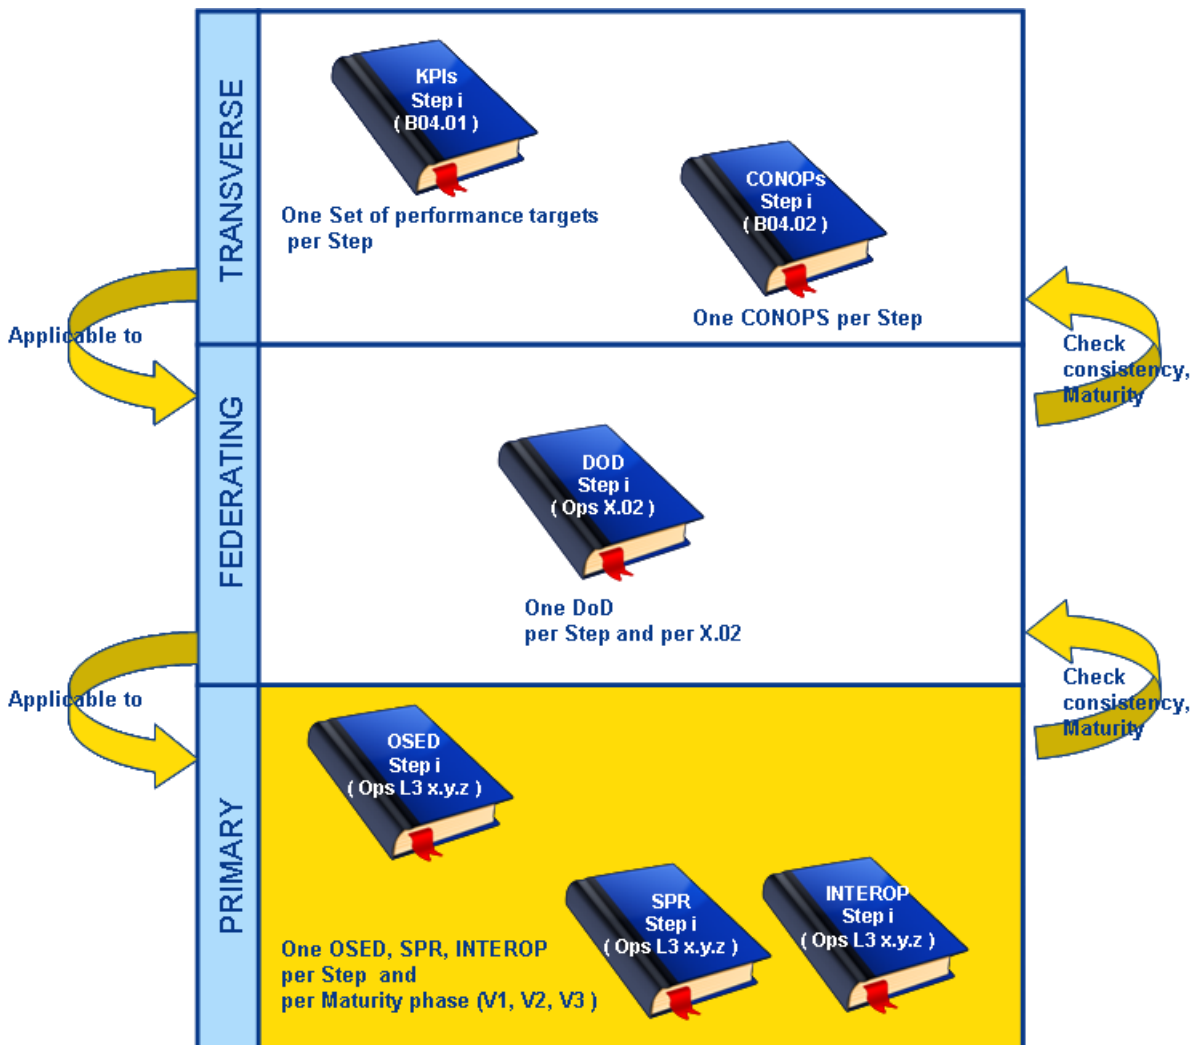 TRANSVERSE
KPIs
Step i
( B04.01 )
One Set of performance targets
per Step
CONOPs
Step i
( B04.02 )
One CONOPS per Step
Applicable to
Check
consistency,
Maturity
FEDERATING
DOD
Step i
( Ops X.02 )
One DoD
per Step and per X.02
Applicable to
Check
consistency,
Maturity
PRIMARY
OSED
Step i
( Ops L3 x.y.z )
SPR
Step i
( Ops L3 x.y.z )
INTEROP
Step i
( Ops L3 x.y.z )
One OSED, SPR, INTEROP
per Step and
per Maturity phase (V1, V2, V3 )